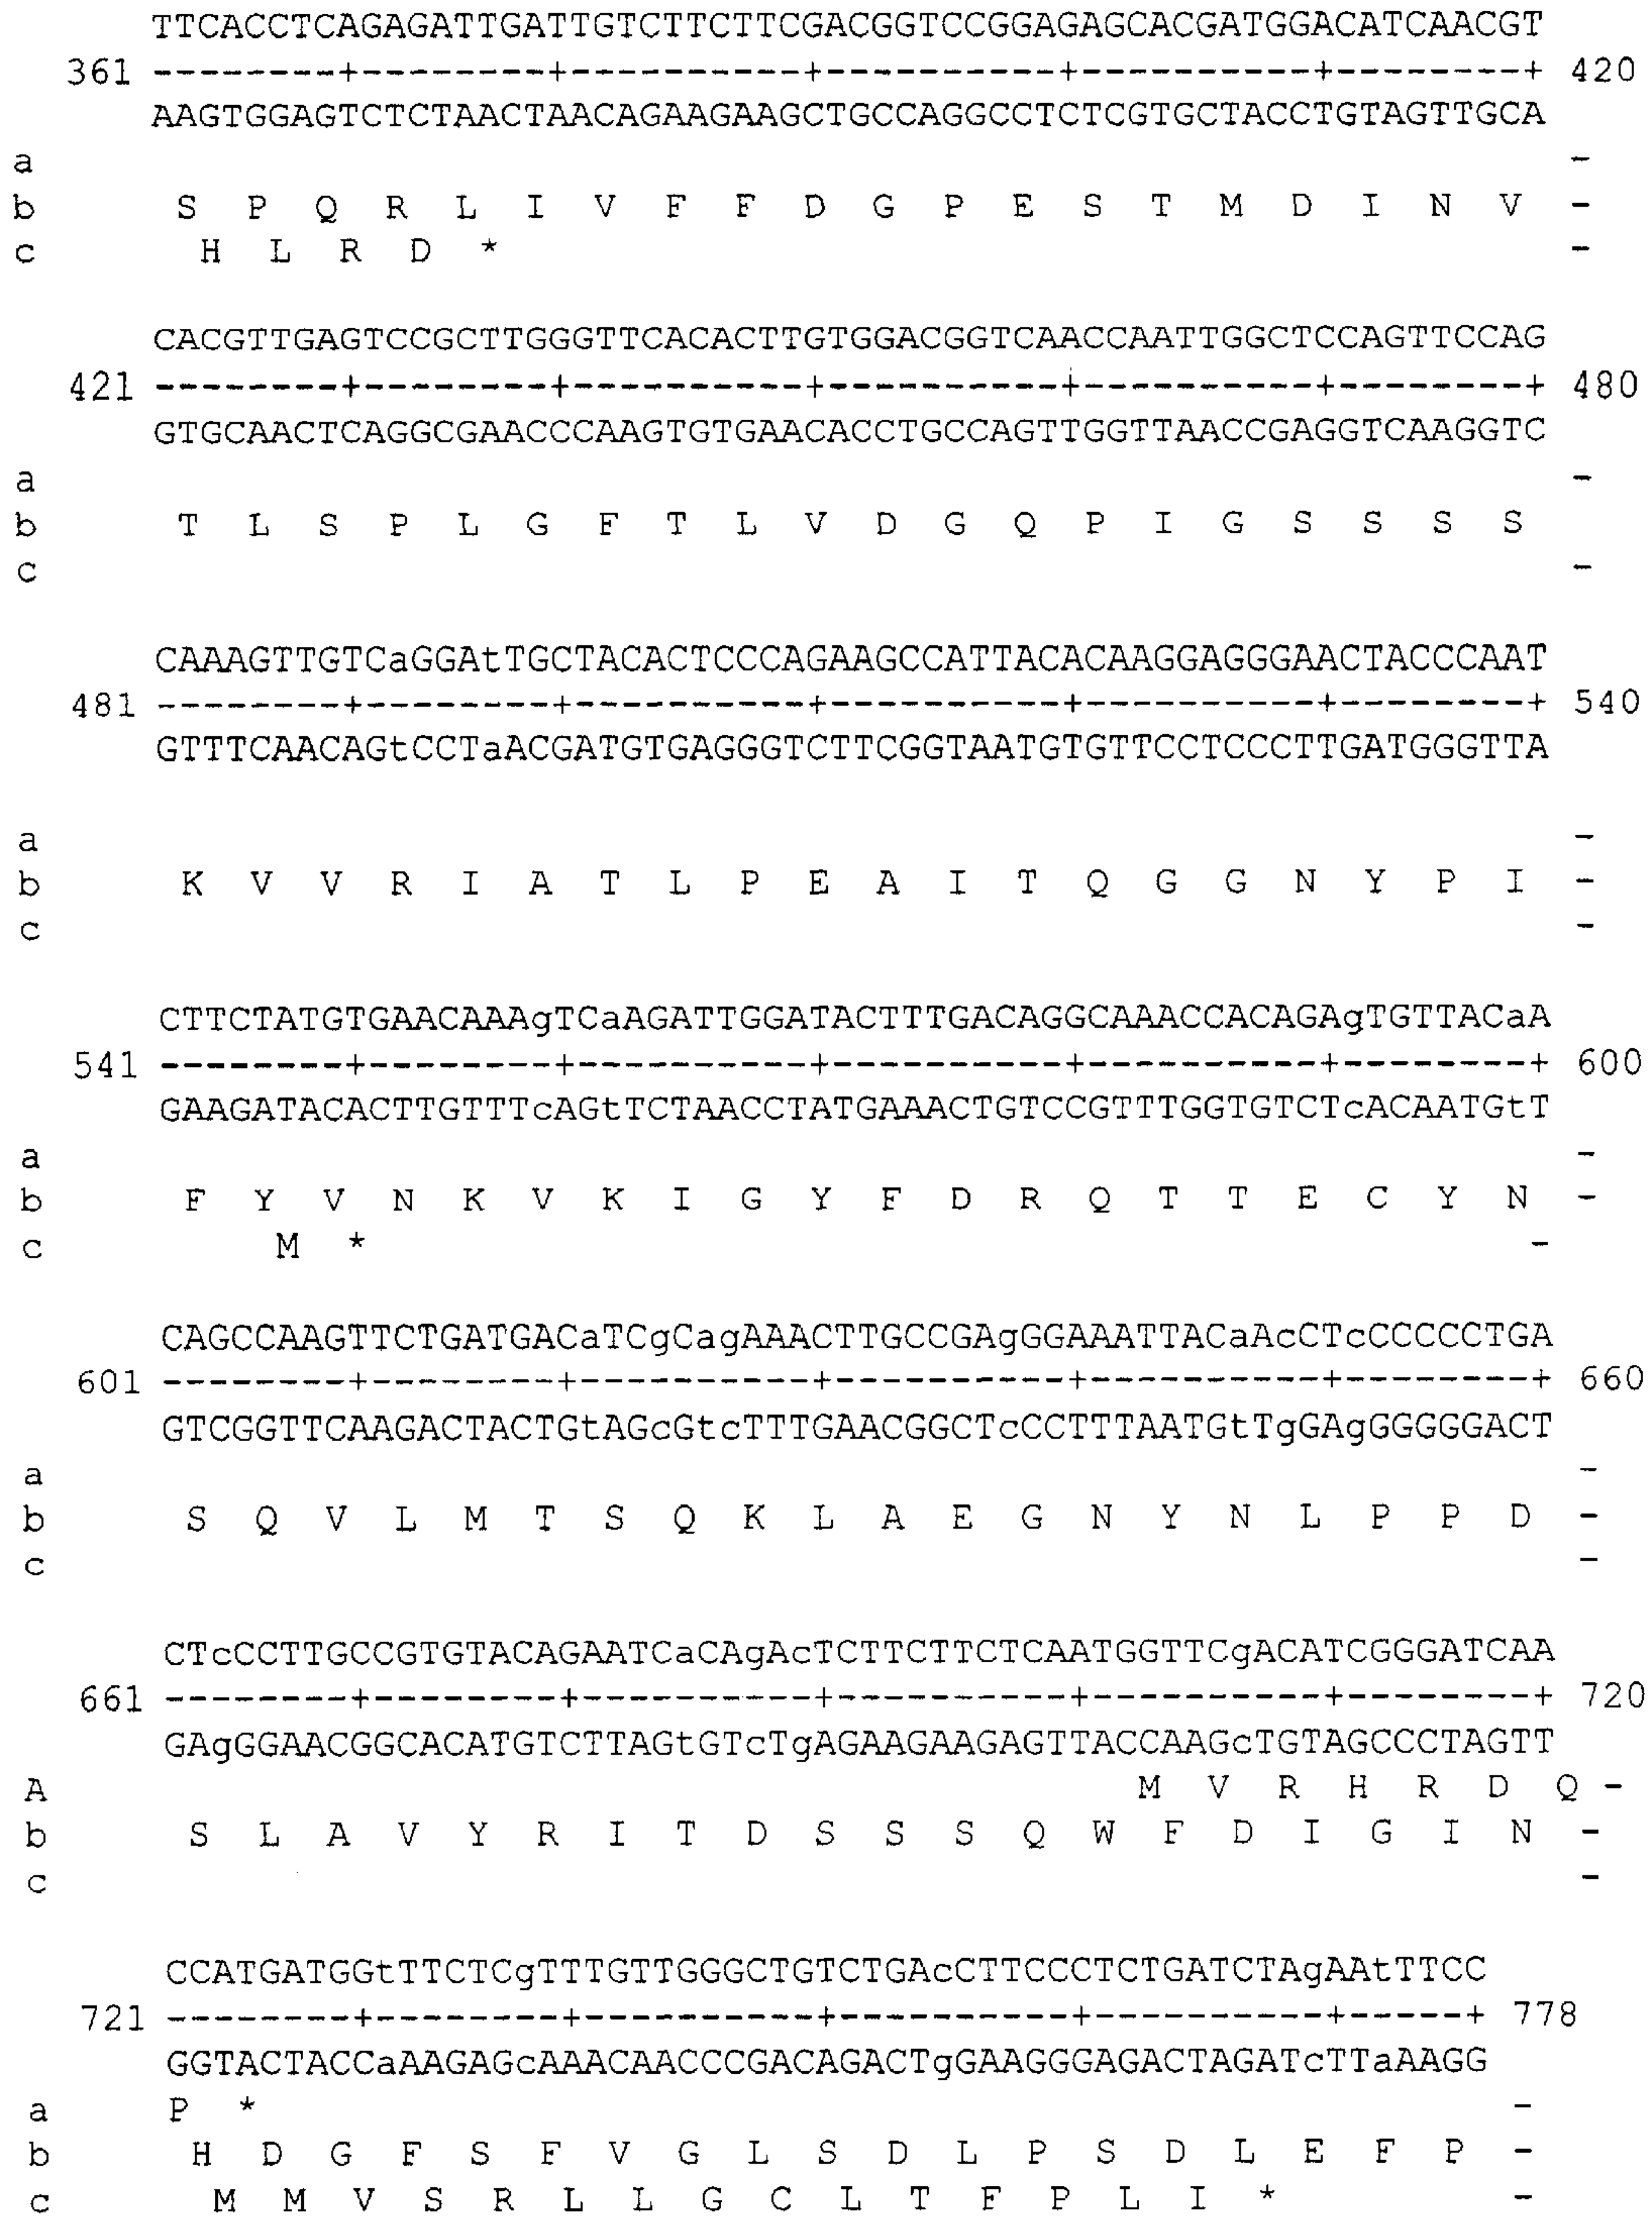 TTCACCTCAGAGATTGATTGTCTTCTTCGACGGTCCGGAGAGCACGATGGACATCAACGT
361 --------+--------+----------+----------+----------+--------+ 420
AAGTGGAGTCTCTAACTAACAGAAGAAGCTGCCAGGCCTCTCGTGCTACCTGTAGTTGCA
a -
b S P Q R L I V F F D G P E S T M D I N V -
c H L R D * -
CACGTTGAGTCCGCTTGGGTTCACACTTGTGGACGGTCAACCAATTGGCTCCAGTTCCAG
421 --------+--------+----------+----------+----------+--------+ 480
GTGCAACTCAGGCGAACCCAAGTGTGAACACCTGCCAGTTGGTTAACCGAGGTCAAGGTC
a -
b T L S P L G F T L V D G Q P I G S S S S
c -
CAAAGTTGTCaGGAtTGCTACACTCCCAGAAGCCATTACACAAGGAGGGAACTACCCAAT
481 --------+--------+----------+----------+----------+--------+ 540
GTTTCAACAGtCCTaACGATGTGAGGGTCTTCGGTAATGTGTTCCTCCCTTGATGGGTTA
a -
b K V V R I A T L P E A I T Q G G N Y P I -
c -
CTTCTATGTGAACAAAgTCaAGATTGGATACTTTGACAGGCAAACCACAGAgTGTTACaA
541 --------+--------+----------+----------+----------+--------+ 600
GAAGATACACTTGTTTcAGtTCTAACCTATGAAACTGTCCGTTTGGTGTCTcACAATGtT
a -
b F Y V N K V K I G Y F D R Q T T E C Y N -
c M * -
CAGCCAAGTTCTGATGACaTCgCagAAACTTGCCGAgGGAAATTACaAcCTcCCCCCTGA
601 --------+--------+----------+----------+----------+--------+ 660
GTCGGTTCAAGACTACTGtAGcGtcTTTGAACGGCTcCCTTTAATGtTgGAgGGGGGACT
a -
b S Q V L M T S Q K L A E G N Y N L P P D -
c -
CTcCCTTGCCGTGTACAGAATCaCAgAcTCTTCTTCTCAATGGTTCgACATCGGGATCAA
661 --------+--------+----------+----------+----------+--------+ 720
GAgGGAACGGCACATGTCTTAGtGTcTgAGAAGAAGAGTTACCAAGcTGTAGCCCTAGTT
A M V R H R D Q -
b S L A V Y R I T D S S S Q W F D I G I N -
c -
CCATGATGGtTTCTCgTTTGTTGGGCTGTCTGAcCTTCCCTCTGATCTAgAAtTTCC
721 --------+--------+----------+----------+----------+-----+ 778
GGTACTACCaAAGAGcAAACAACCCGACAGACTgGAAGGGAGACTAGATcTTaAAGG
a P * -
b H D G F S F V G L S D L P S D L E F P -
c M M V S R L L G C L T F P L I * -